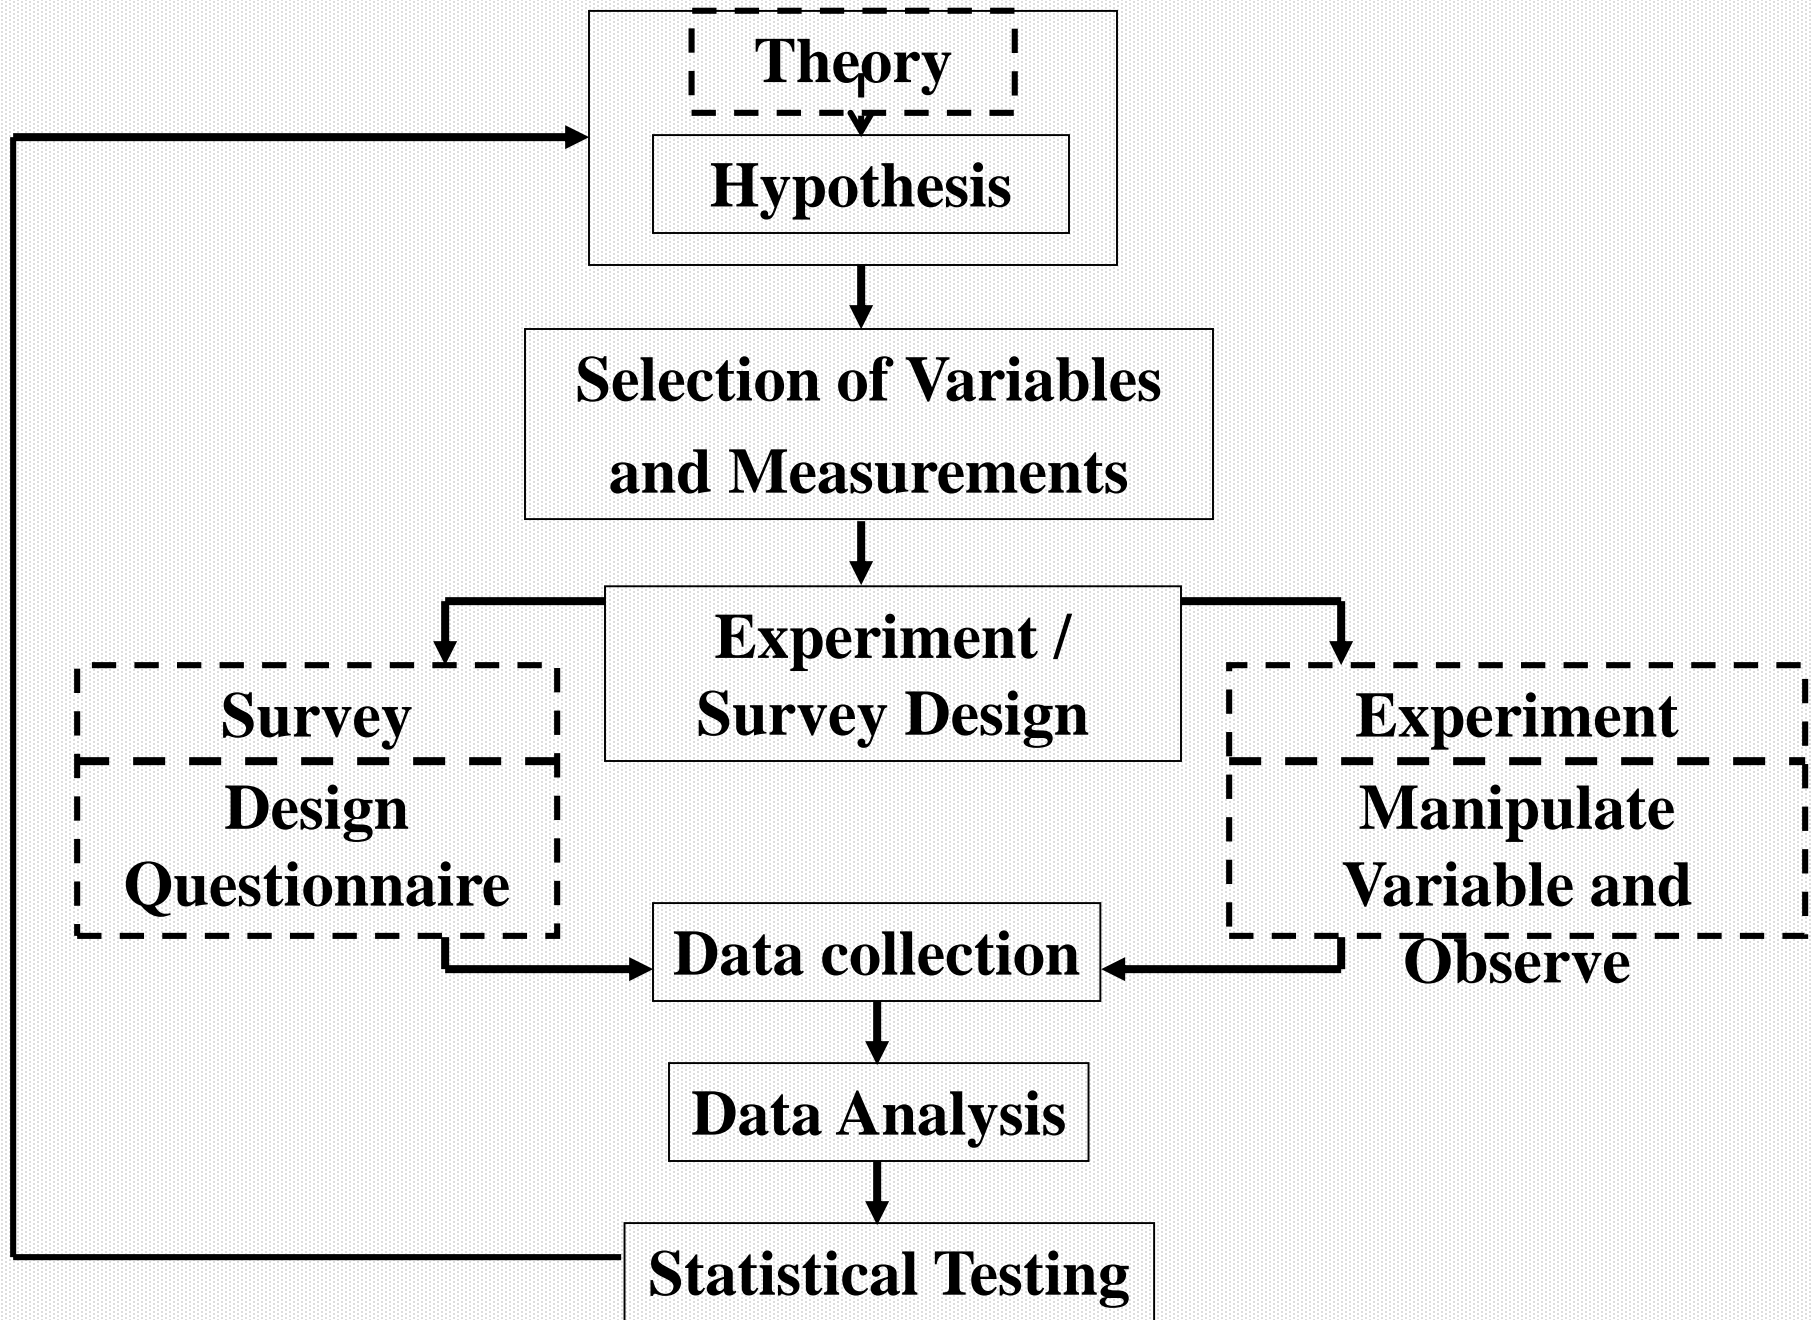 Theory
Hypothesis
Selection of Variables
and Measurements
Experiment /
Survey Design
Survey
Design
Questionnaire
Experiment
Manipulate
Variable and
Observe
Data collection
Data Analysis
Statistical Testing